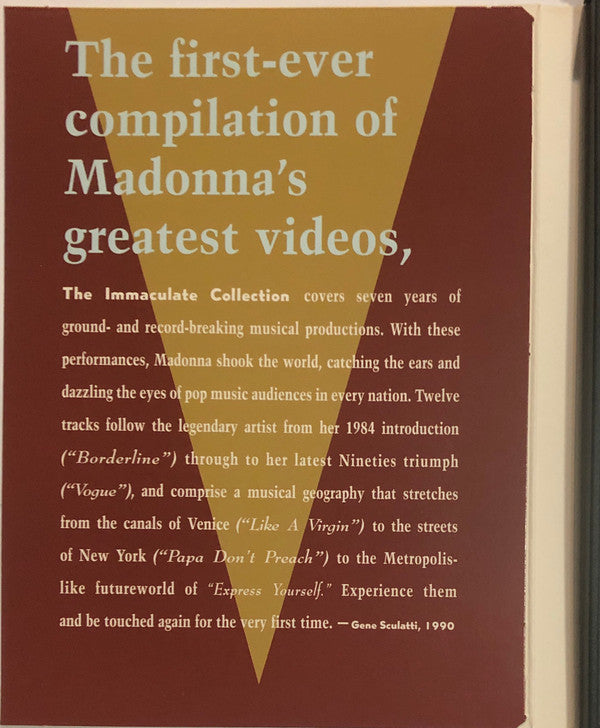 The first-ever
compilation of
Madonna's
greatest videos,
The Immaculate Collection covers seven years of
ground- and record-breaking musical productions. With these
performances, Madonna shook the world, catching the ears and
dazzling the eyes of pop music audiences in every nation. Twelve
tracks follow the legendary artist from her 1984 introduction
("Borderline") through to her latest Nineties triumph
("Vogue"), and comprise a musical geography that stretches
from the canals of Venice ("Like A Virgin") to the streets
of New York ("Papa Don't Preach") to the Metropolis-
like futureworld of "Express Yourself." Experience them
and be touched again for the very first time. — Gene Sculatti, 1990